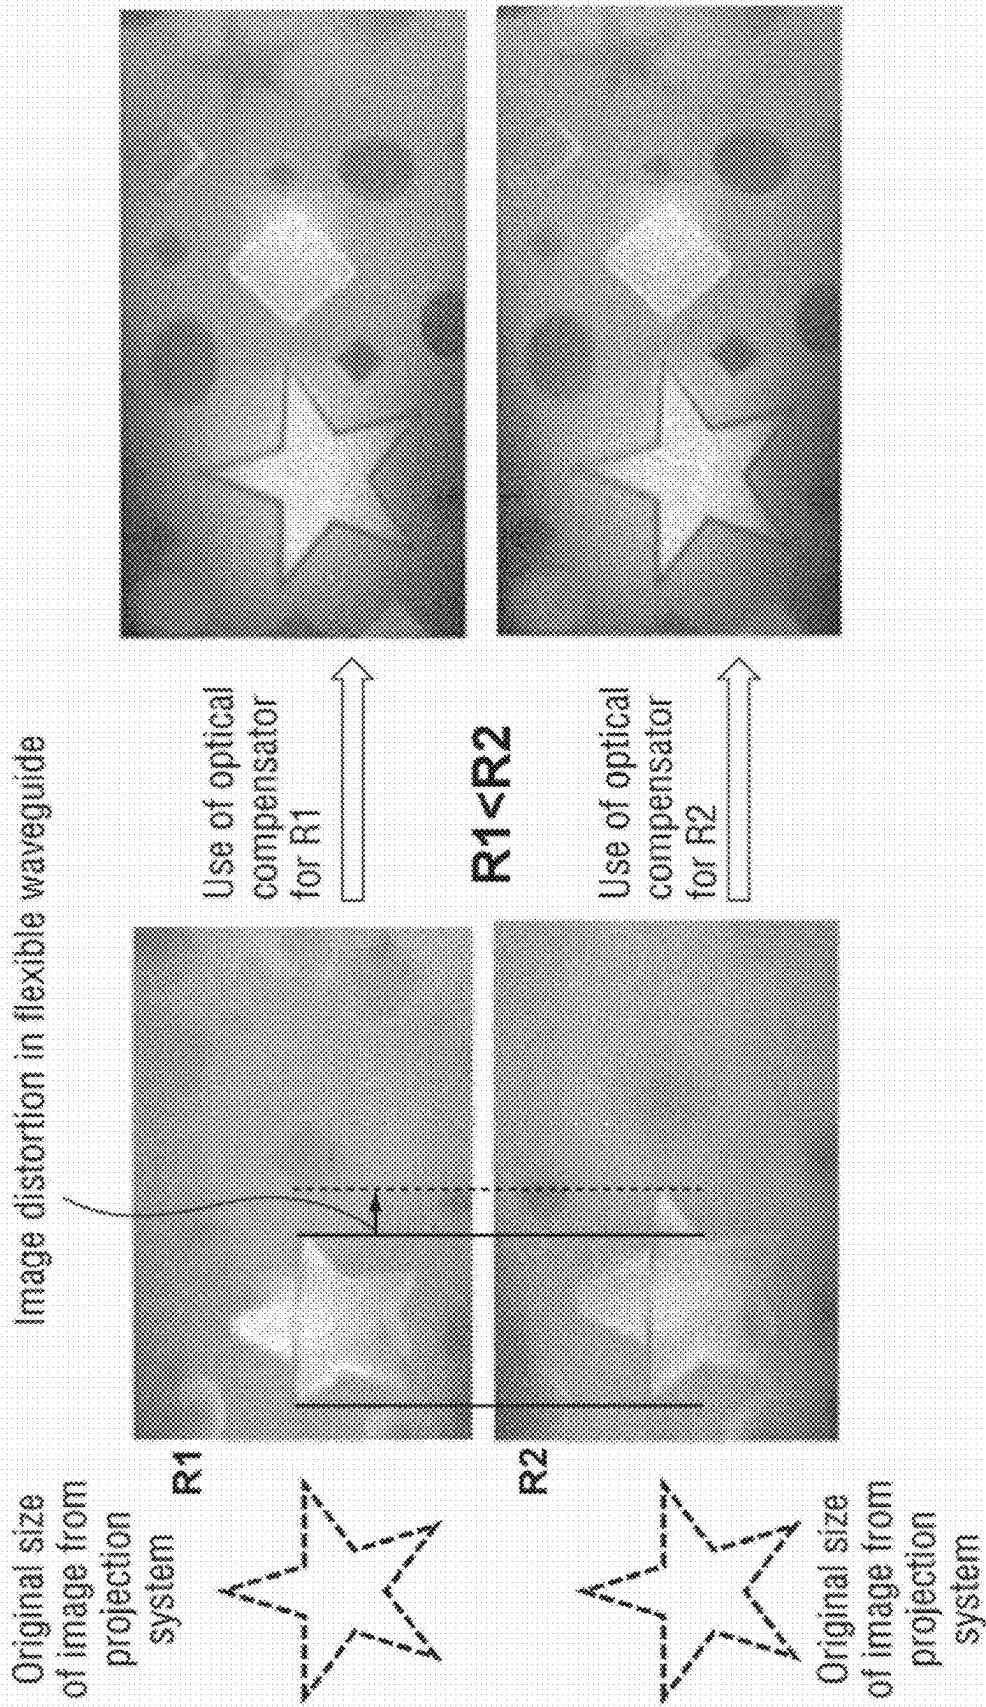 Original size
of image from
projection
system
R1
Image distortion in flexible waveguide
Use of optical
compensator
for R1
R1<R2
R2
Use of optical
compensator
for R2
Original size
of image from
projection
system